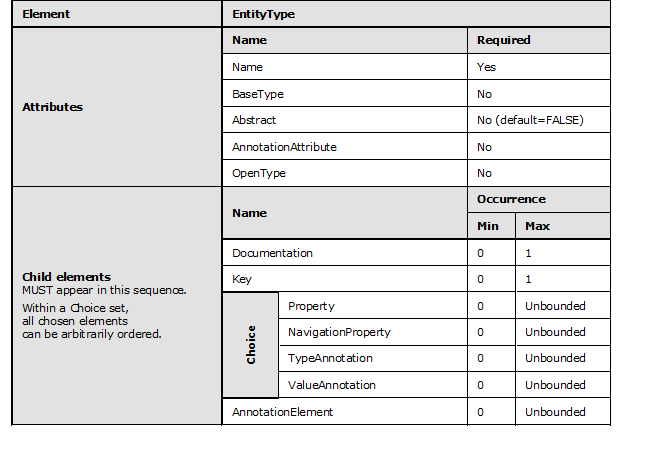 Element EntityType
Attributes
Name Required
Name Yes
BaseType No
Abstract No (default=FALSE)
AnnotationAttribute No
OpenType No
Child elements
MUST appear in this sequence.
Within a Choice set,
all chosen elements
can be arbitrarily ordered.
Name Occurrence
Min Max
Documentation 0 1
Key 0 1
Choice
Property 0 Unbounded
NavigationProperty 0 Unbounded
TypeAnnotation 0 Unbounded
ValueAnnotation 0 Unbounded
AnnotationElement 0 Unbounded